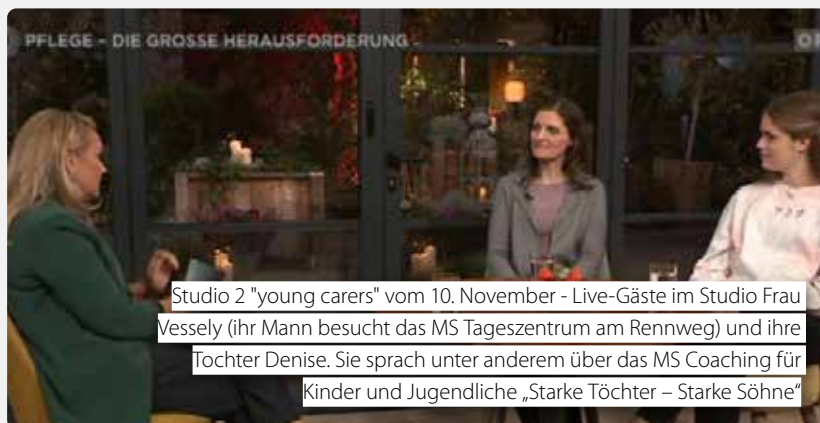 PFLEGE - DIE GROSSE HERAUSFORDERUNG
Studio 2 "young carers" vom 10. November - Live-Gäste im Studio Frau
Vessely (ihr Mann besucht das MS Tageszentrum am Rennweg) und ihre
Tochter Denise. Sie sprach unter anderem über das MS Coaching für
Kinder und Jugendliche „Starke Töchter – Starke Söhne“